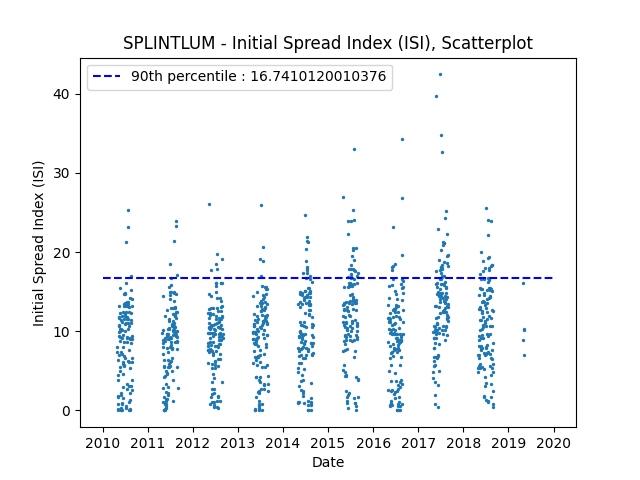 SPLINTLUM - Initial Spread Index (ISI), Scatterplot
90th percentile : 16.7410120010376
Initial Spread Index (ISI)
40
30
20
10
0
2010 2011 2012 2013 2014 2015 2016 2017 2018 2019 2020
Date